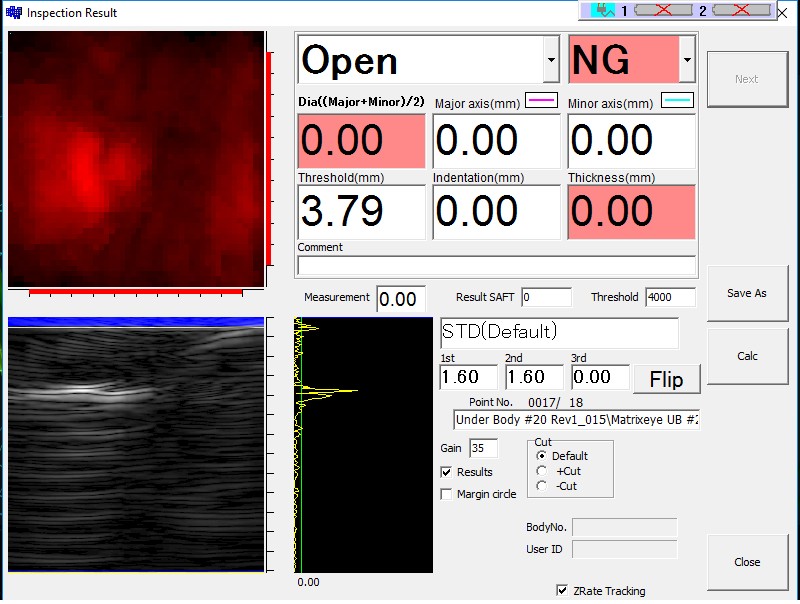 Inspection Result
1 2
Open NG
Next
Dia((Major+Minor)/2) Major axis(mm) Minor axis(mm)
0.00 0.00 0.00
Threshold(mm) Indentation(mm) Thickness(mm)
3.79 0.00 0.00
Comment
Measurement 0.00 Result SAFT 0 Threshold 4000
Save As
STD(Default)
Calc
1st 2nd 3rd
1.60 1.60 0.00 Flip
Point No. 0017/ 18
Under Body #20 Rev1_015\Matrixeye UB #2
Gain 35
Cut
Default
Results
+Cut
-Cut
Margin circle
BodyNo.
User ID
Close
0.00
ZRate Tracking